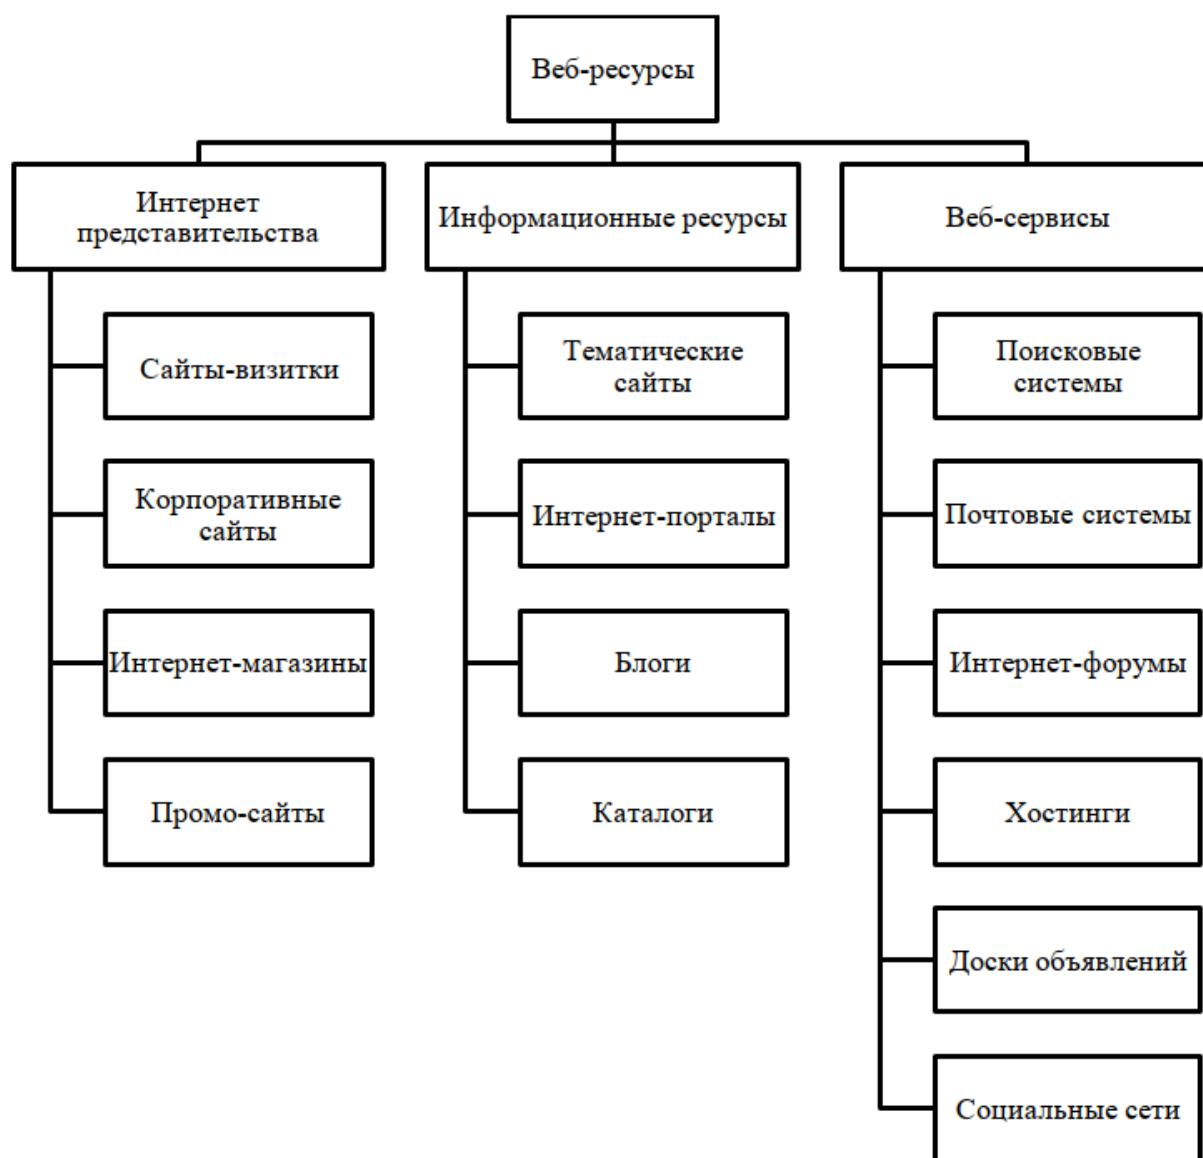 Веб-ресурсы
Интернет
представительства
Информационные ресурсы
Веб-сервисы
Сайты-визитки
Тематические
сайты
Поисковые
системы
Корпоративные
сайты
Интернет-порталы
Почтовые системы
Интернет-магазины
Блоги
Интернет-форумы
Промо-сайты
Каталоги
Хостинги
Доски объявлений
Социальные сети